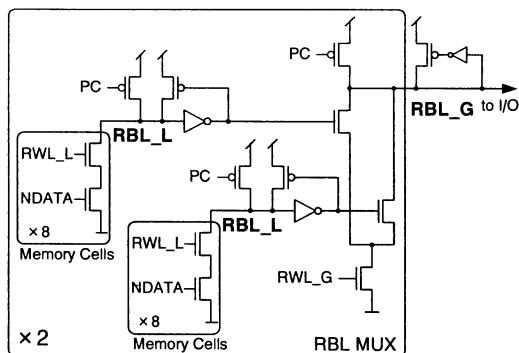 PC
PC
RBL_G to I/O
RBL_L
RWL_L
NDATA
×8
Memory Cells
PC
RBL_L
RWL_L
NDATA
×8
Memory Cells
RWL_G
×2
RBL MUX